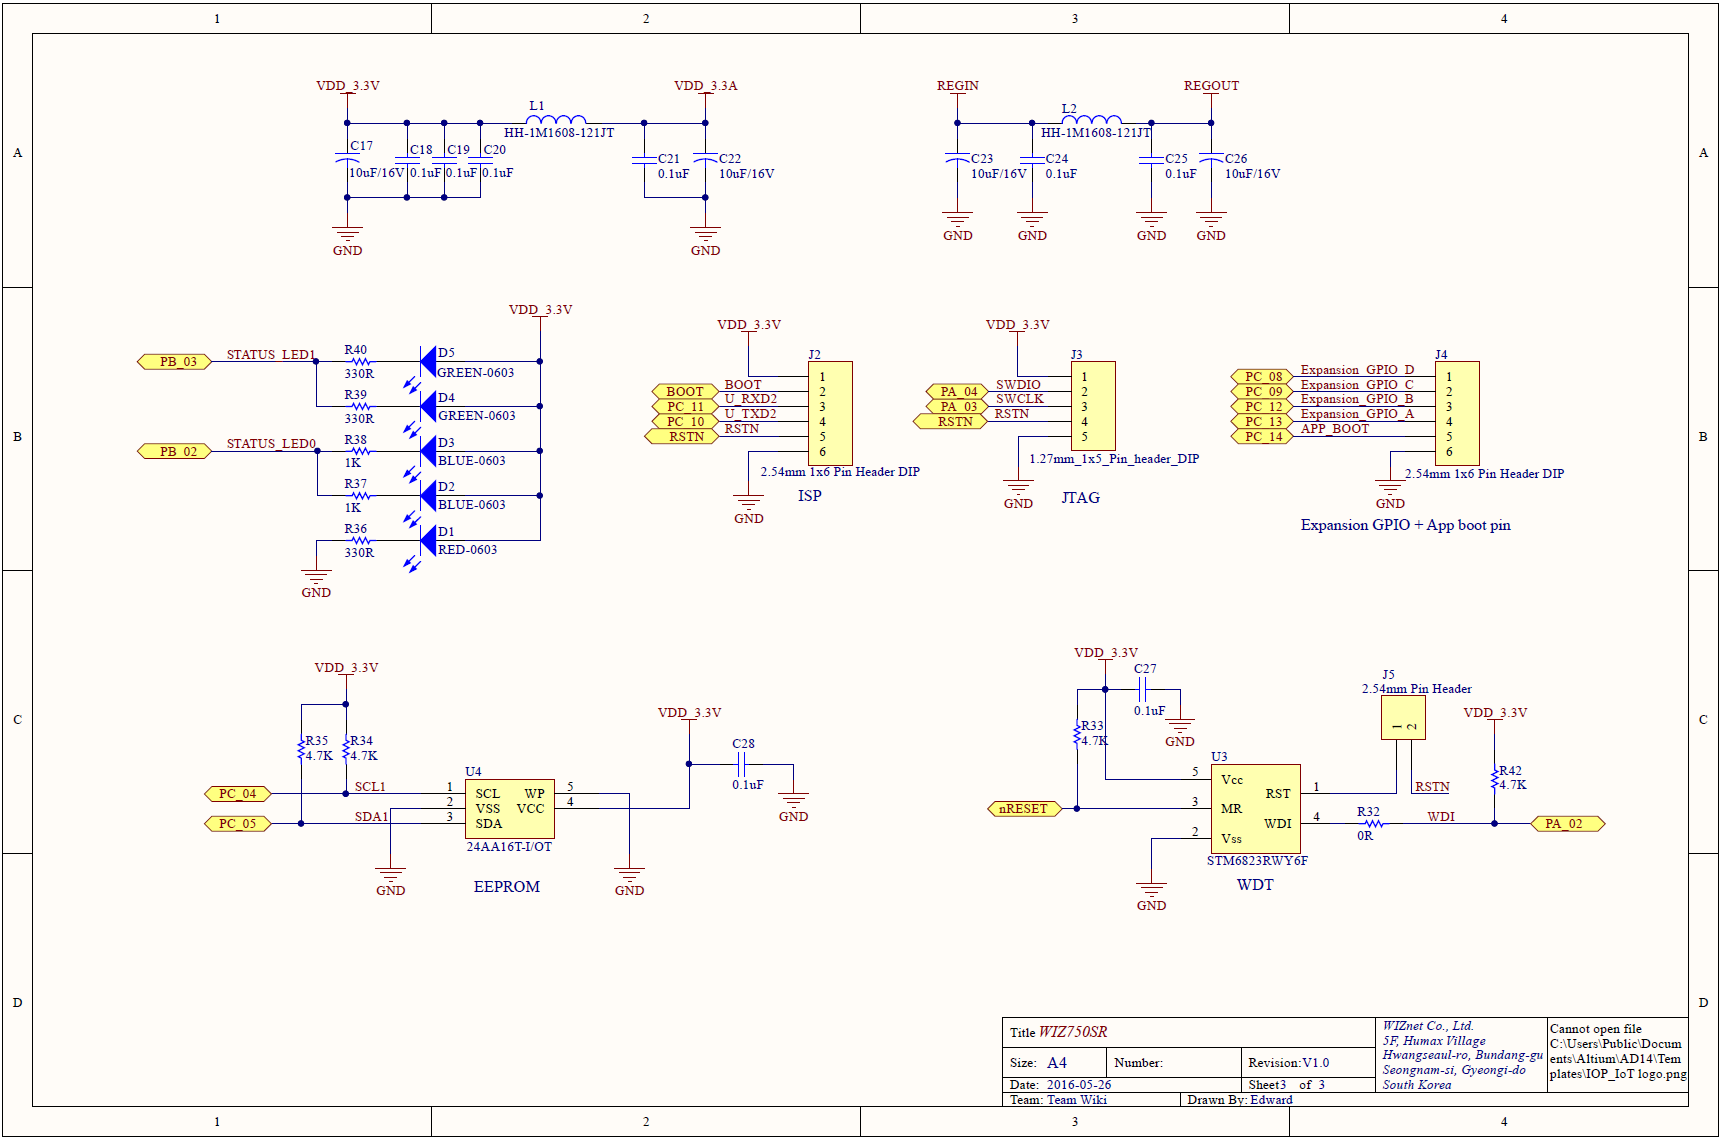 1 2 3 4
A A
VDD_3.3V VDD_3.3A REGIN REGOUT
L1 L2
HH-1M1608-121JT HH-1M1608-121JT
C17 C18 C19 C20 C21 C22 C23 C24 C25 C26
10uF/16V 0.1uF 0.1uF 0.1uF 0.1uF 10uF/16V 10uF/16V 0.1uF 0.1uF 10uF/16V
GND GND GND GND GND GND
B B
VDD_3.3V
PB_03 STATUS_LED1
R40 D5
330R GREEN-0603
R39 D4
330R GREEN-0603
PB_02 STATUS_LED0
R38 D3
1K BLUE-0603
R37 D2
1K BLUE-0603
R36 D1
330R RED-0603
GND
VDD_3.3V
J2
1
BOOT BOOT 2
PC_11 U_RXD2 3
PC_10 U_TXD2 4
RSTN RSTN 5
6
2.54mm 1x6 Pin Header DIP
ISP
GND
VDD_3.3V
J3
1
PA_04 SWDIO 2
PA_03 SWCLK 3
RSTN RSTN 4
5
1.27mm_1x5_Pin_header_DIP
JTAG
GND
J4
PC_08 Expansion_GPIO_D 1
PC_09 Expansion_GPIO_C 2
PC_12 Expansion_GPIO_B 3
PC_13 Expansion_GPIO_A 4
PC_14 APP_BOOT 5
6
2.54mm 1x6 Pin Header DIP
GND
Expansion GPIO + App boot pin
C C
VDD_3.3V
R35 R34
4.7K 4.7K
VDD_3.3V
C28
0.1uF
GND
U4
PC_04 SCL1 1 SCL WP 5
2 VSS VCC 4
PC_05 SDA1 3 SDA
24AA16T-I/OT
GND GND
EEPROM
VDD_3.3V
C27
0.1uF
GND
R33
4.7K
J5
2.54mm Pin Header
1 2
VDD_3.3V
R42
4.7K
U3
5 Vcc
RST 1 RSTN
nRESET 3 MR
WDI 4 R32 WDI PA_02
0R
2 Vss
STM6823RWY6F
WDT
GND
D D
Title WIZ750SR
Size: A4 Number: Revision:V1.0
Date: 2016-05-26 Sheet3 of 3
Team: Team Wiki Drawn By: Edward
WIZnet Co., Ltd.
5F, Humax Village
Hwangseaul-ro, Bundang-gu
Seongnam-si, Gyeongi-do
South Korea
Cannot open file
C:\Users\Public\Docum
ents\Altium\AD14\Tem
plates\IOP_IoT logo.png
1 2 3 4